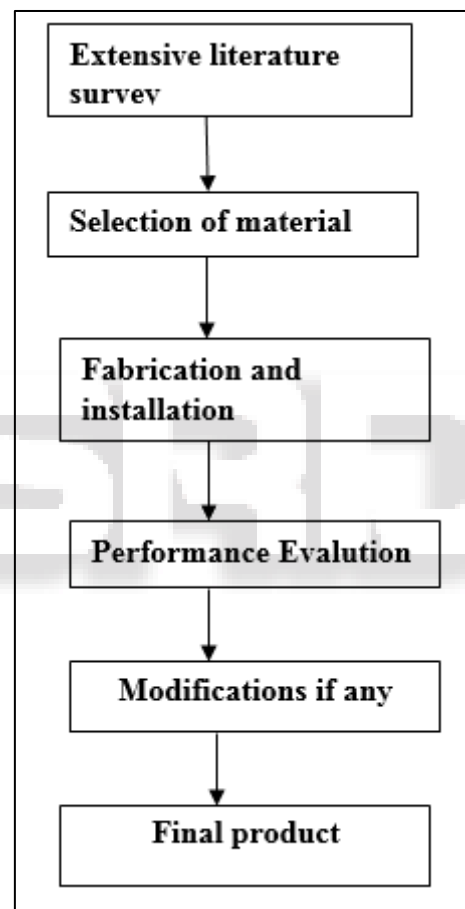 Extensive literature
survey
Selection of material
Fabrication and
installation
Performance Evalution
Modifications if any
Final product